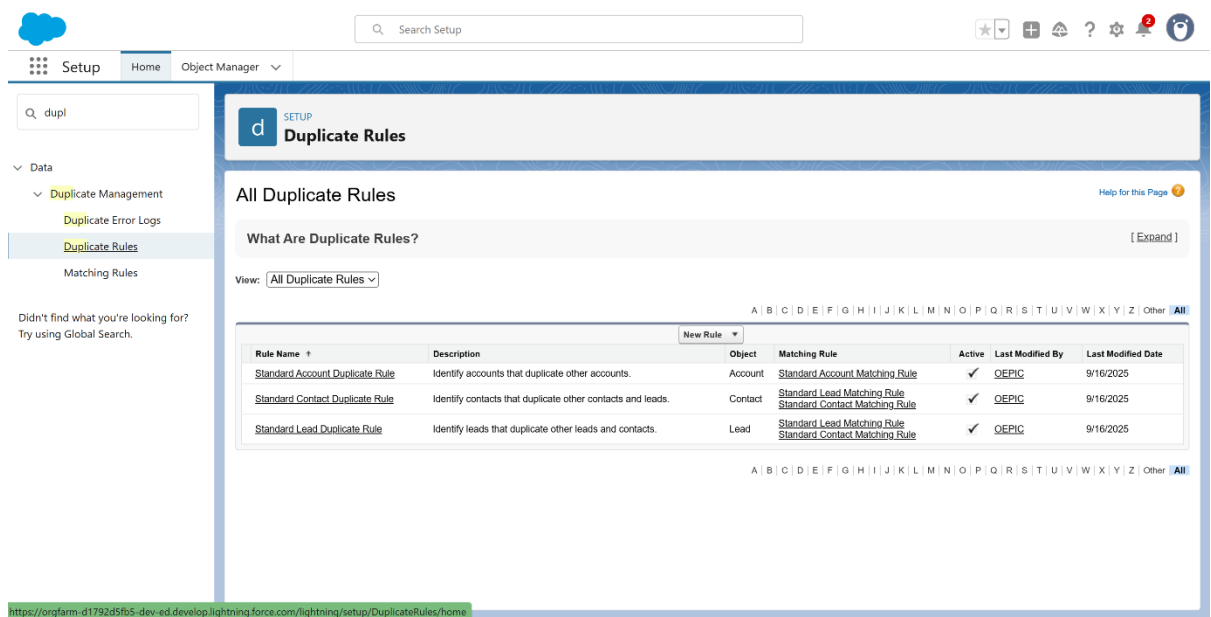 Search Setup
2
Setup
Home
Object Manager
dupl
Data
Duplicate Management
Duplicate Error Logs
Duplicate Rules
Matching Rules
Didn't find what you're looking for?
Try using Global Search.
d
SETUP
Duplicate Rules
All Duplicate Rules
Help for this Page ?
What Are Duplicate Rules?
[ Expand ]
View: All Duplicate Rules
A | B | C | D | E | F | G | H | I | J | K | L | M | N | O | P | Q | R | S | T | U | V | W | X | Y | Z | Other All
New Rule
Rule Name ↑ Description Object Matching Rule Active Last Modified By Last Modified Date
Standard Account Duplicate Rule Identify accounts that duplicate other accounts. Account Standard Account Matching Rule ✓ OEPIC 9/16/2025
Standard Contact Duplicate Rule Identify contacts that duplicate other contacts and leads. Contact Standard Lead Matching Rule ✓ OEPIC 9/16/2025
Standard Contact Matching Rule
Standard Lead Duplicate Rule Identify leads that duplicate other leads and contacts. Lead Standard Lead Matching Rule ✓ OEPIC 9/16/2025
Standard Contact Matching Rule
A | B | C | D | E | F | G | H | I | J | K | L | M | N | O | P | Q | R | S | T | U | V | W | X | Y | Z | Other All
https://orgfarm-d1792d5fb5-dev-ed.develop.lightning.force.com/lightning/setup/DuplicateRules/home